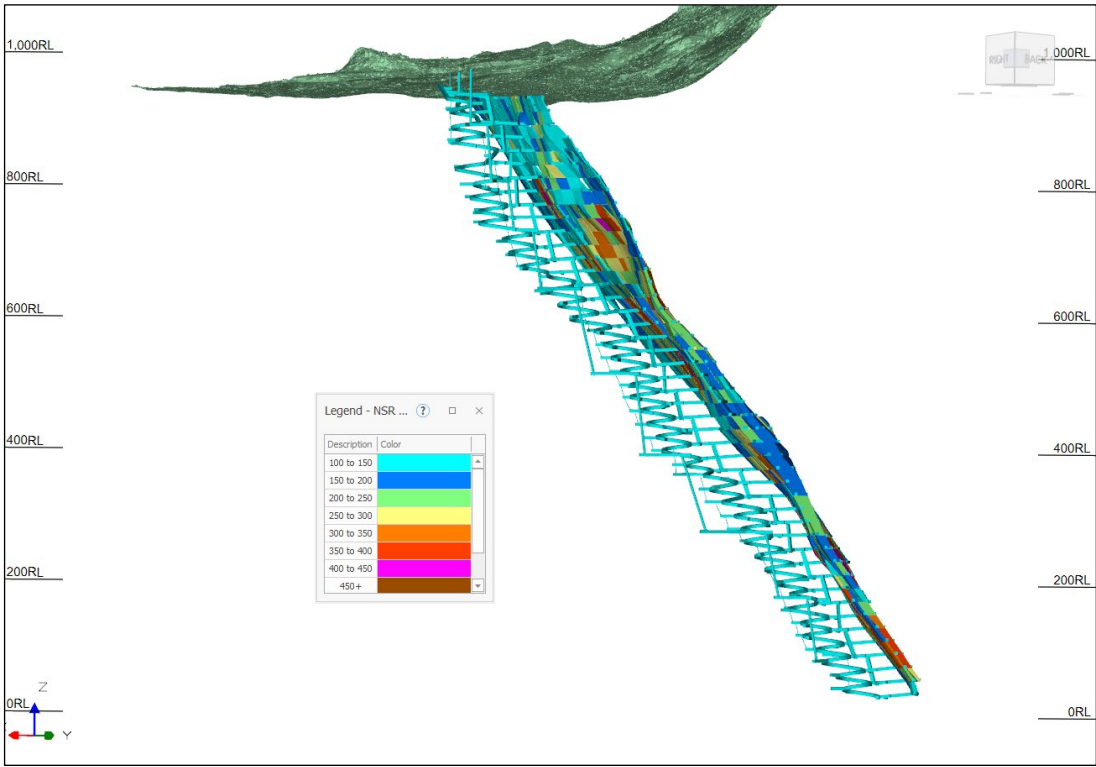 1,000RL
1,000RL
RIGHT BACK
800RL
800RL
600RL
600RL
Legend - NSR ... ?
Description Color
100 to 150
150 to 200
200 to 250
250 to 300
300 to 350
350 to 400
400 to 450
450+
400RL
400RL
200RL
200RL
Z
0RL
0RL
Y